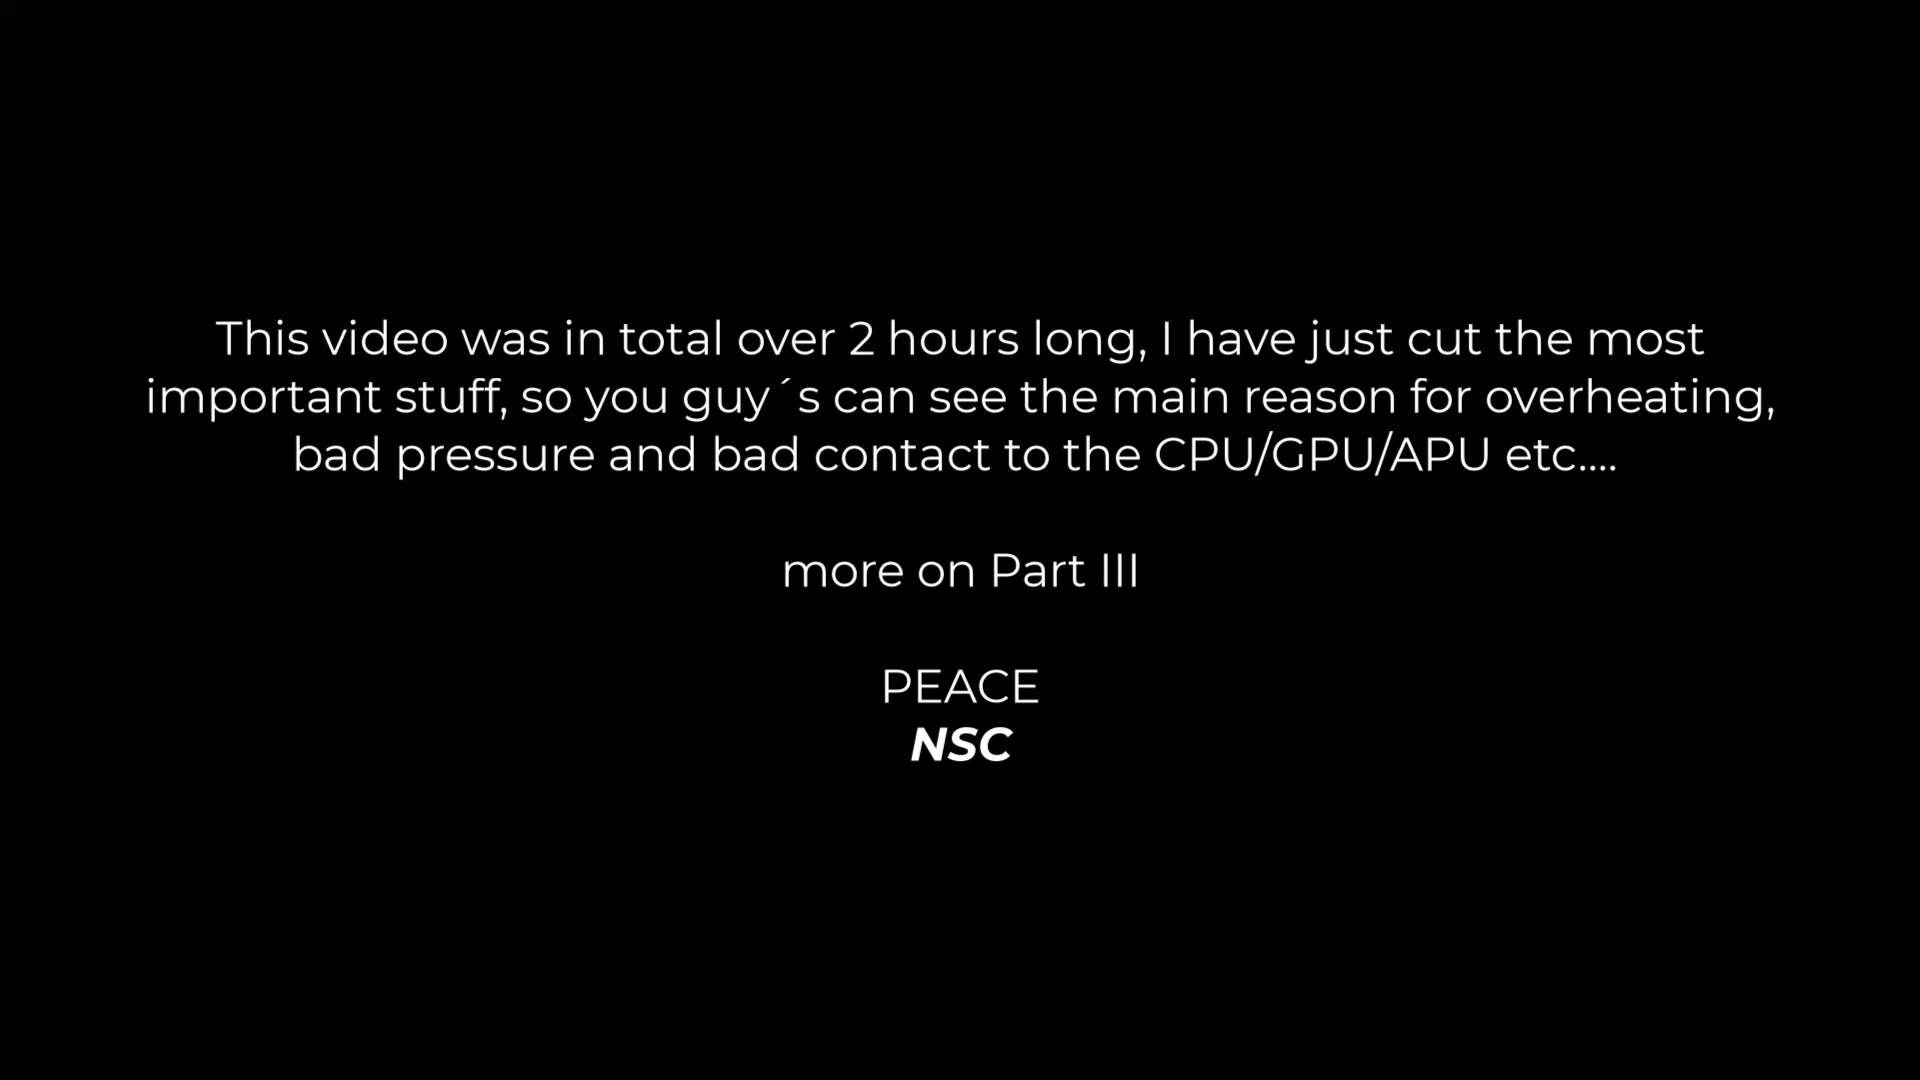 This video was in total over 2 hours long, I have just cut the most
important stuff, so you guy´s can see the main reason for overheating,
bad pressure and bad contact to the CPU/GPU/APU etc....
more on Part III
PEACE
NSC